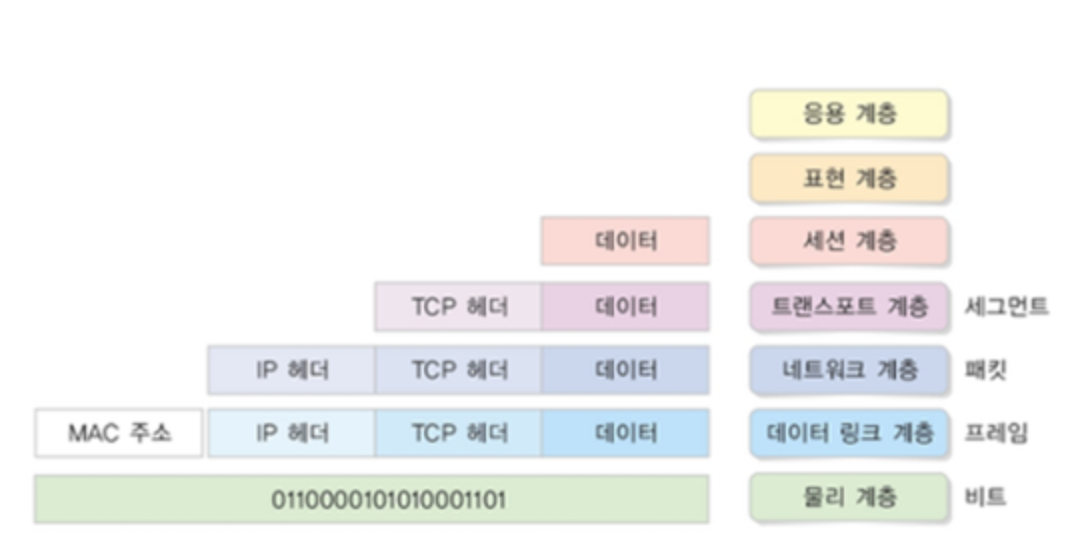 응용 계층
표현 계층
데이터 세션 계층
TCP 헤더 데이터 트랜스포트 계층 세그먼트
IP 헤더 TCP 헤더 데이터 네트워크 계층 패킷
MAC 주소 IP 헤더 TCP 헤더 데이터 데이터 링크 계층 프레임
0110000101010001101 물리 계층 비트